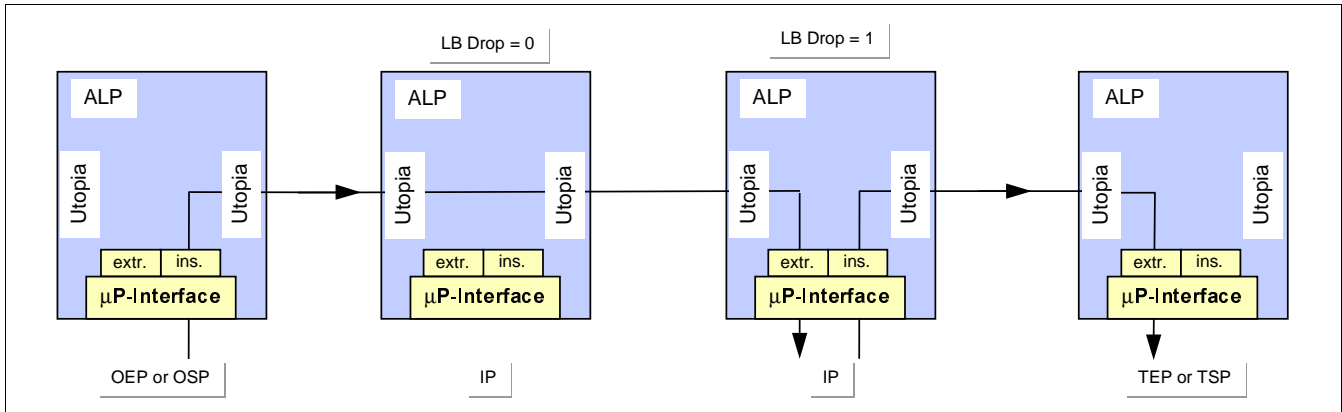 LB Drop = 0
LB Drop = 1
ALP
ALP
ALP
ALP
Utopia
Utopia
Utopia
Utopia
Utopia
Utopia
Utopia
Utopia
extr.
ins.
extr.
ins.
extr.
ins.
extr.
ins.
µP-Interface
µP-Interface
µP-Interface
µP-Interface
OEP or OSP
IP
IP
TEP or TSP